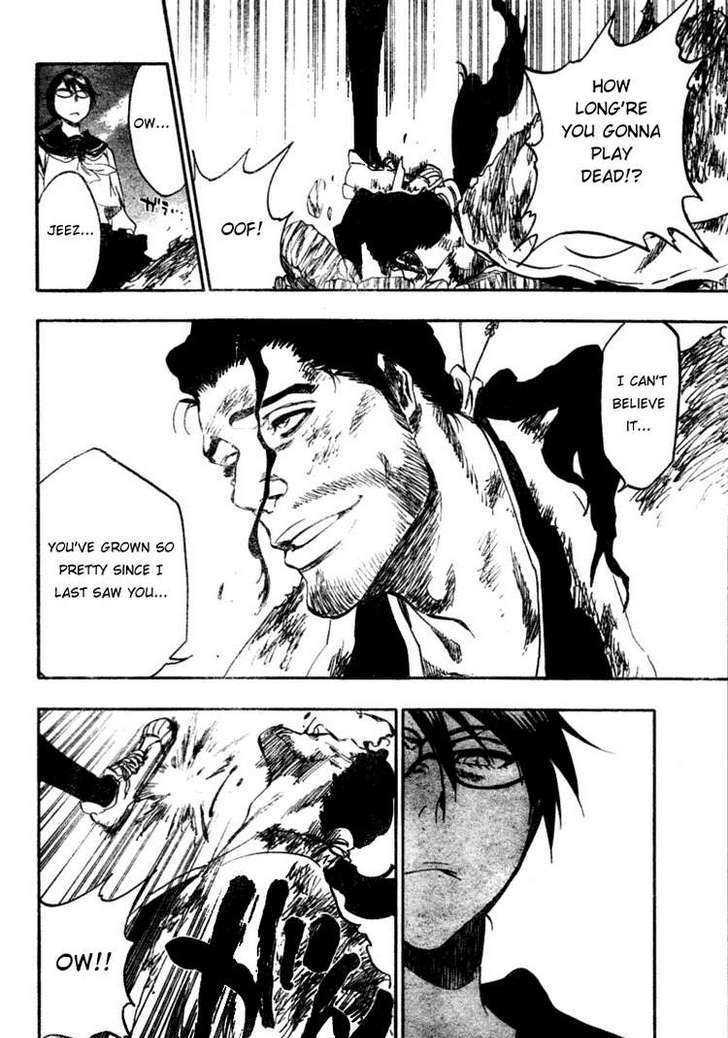 HOW
LONG'RE
YOU GONNA
PLAY
DEAD!?
OOF!
OW...
JEEZ...
I CAN'T
BELIEVE
IT...
YOU'VE GROWN SO
PRETTY SINCE I
LAST SAW YOU...
OW!!